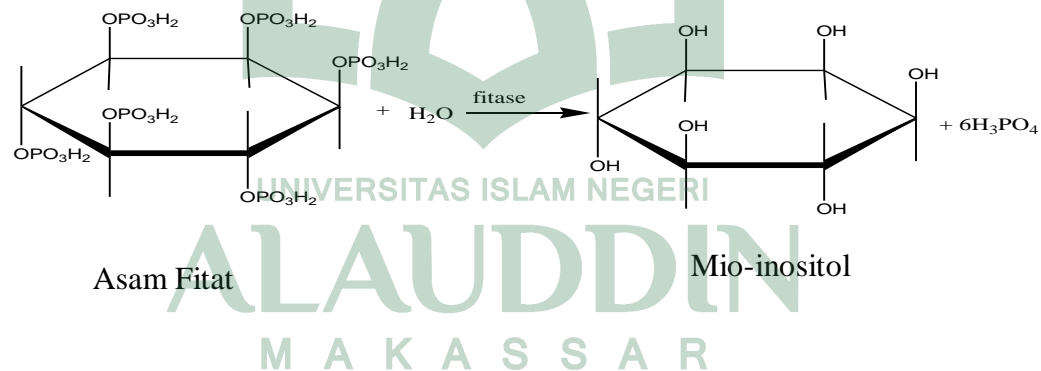 OPO3H2 OPO3H2 OH OH
OPO3H2 OH
OPO3H2 + H2O fitase OH + 6H3PO4
OPO3H2 OH
OPO3H2 OH
UNIVERSITAS ISLAM NEGERI
ALAUDDIN
Asam Fitat Mio-inositol
MAKASSAR